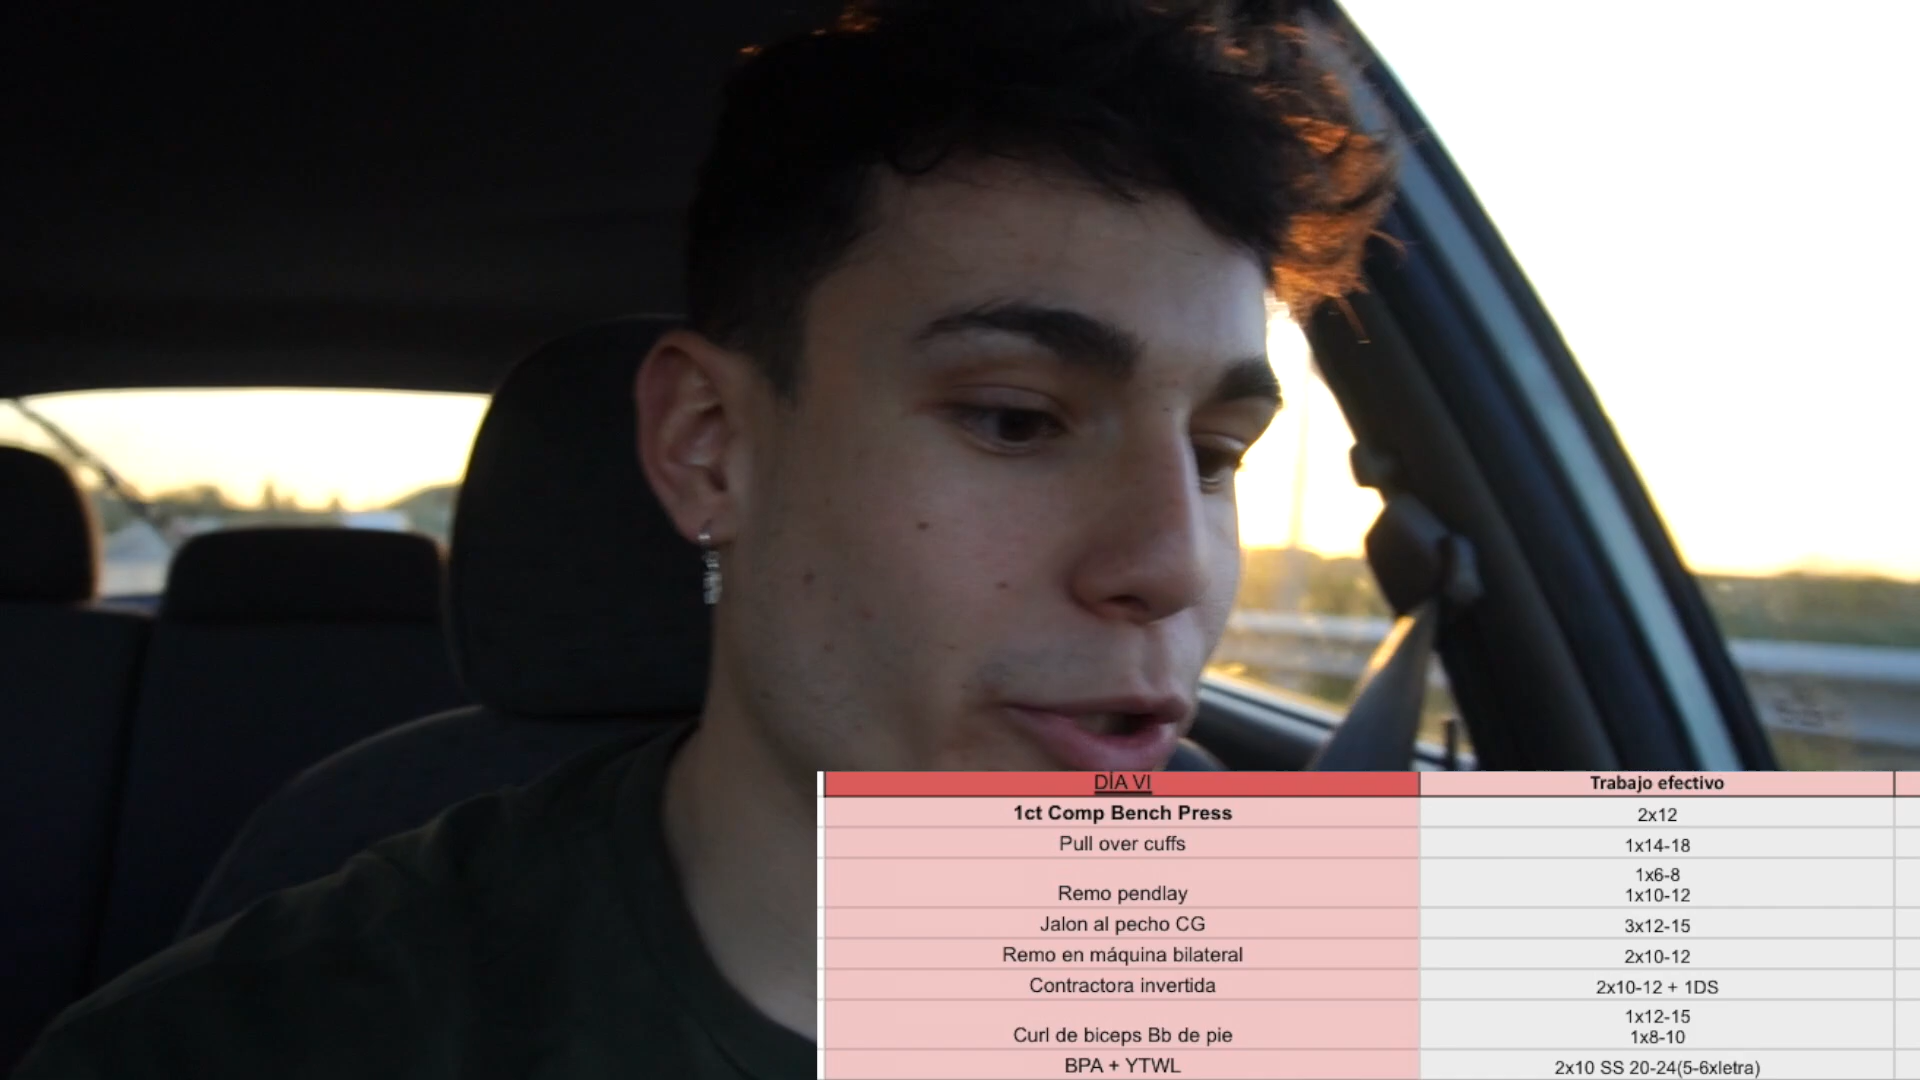 DÍA VI Trabajo efectivo
1ct Comp Bench Press 2x12
Pull over cuffs 1x14-18
1x6-8
Remo pendlay 1x10-12
Jalon al pecho CG 3x12-15
Remo en máquina bilateral 2x10-12
Contractora invertida 2x10-12 + 1DS
1x12-15
Curl de biceps Bb de pie 1x8-10
BPA + YTWL 2x10 SS 20-24(5-6xletra)